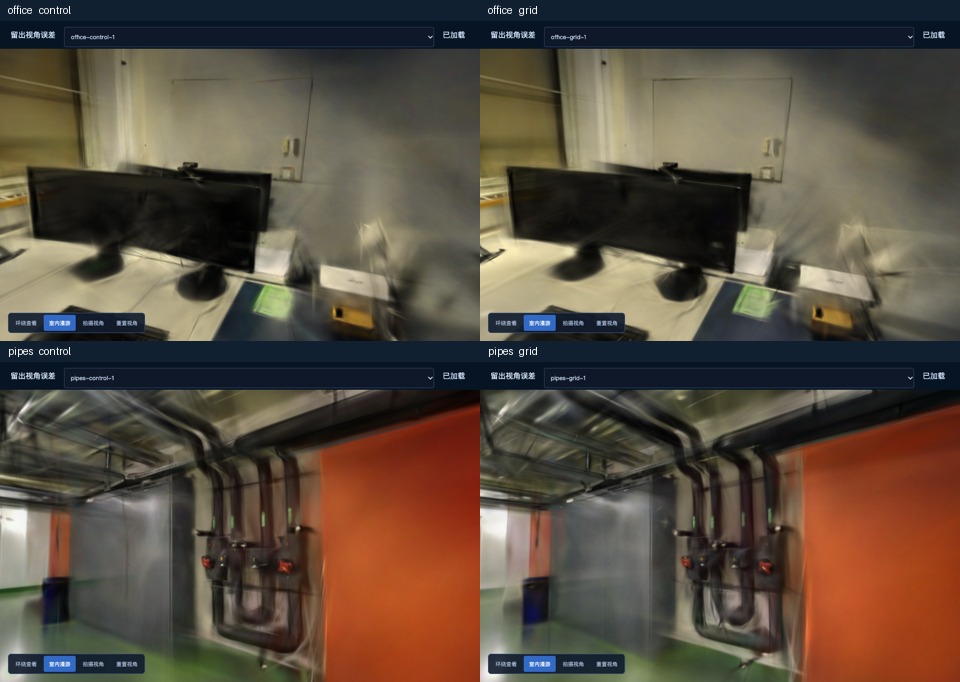 office control
留出视角误差 office-control-1 已加载
环绕查看 室内漫游 拍摄视角 重置视角
office grid
留出视角误差 office-grid-1 已加载
环绕查看 室内漫游 拍摄视角 重置视角
pipes control
留出视角误差 pipes-control-1 已加载
环绕查看 室内漫游 拍摄视角 重置视角
pipes grid
留出视角误差 pipes-grid-1 已加载
环绕查看 室内漫游 拍摄视角 重置视角